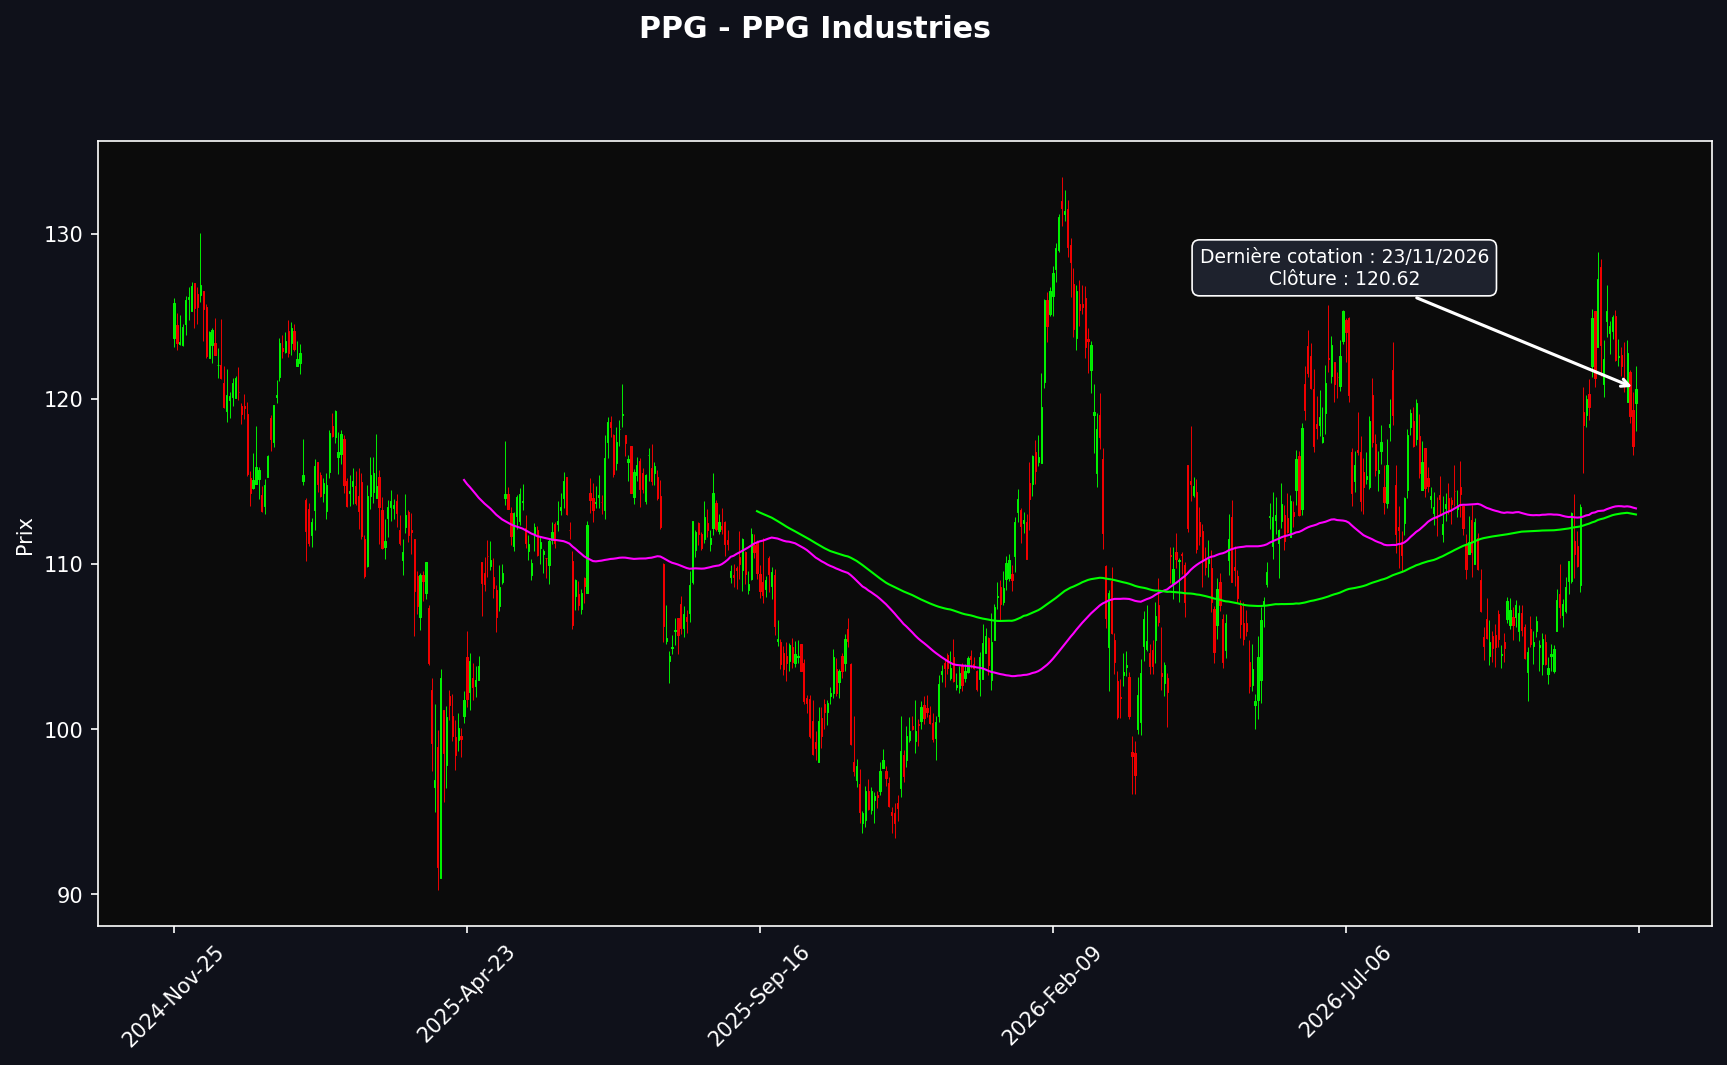 PPG - PPG Industries
Dernière cotation : 23/11/2026
Clôture : 120.62
Prix
130
120
110
100
90
2024-Nov-25
2025-Apr-23
2025-Sep-16
2026-Feb-09
2026-Jul-06